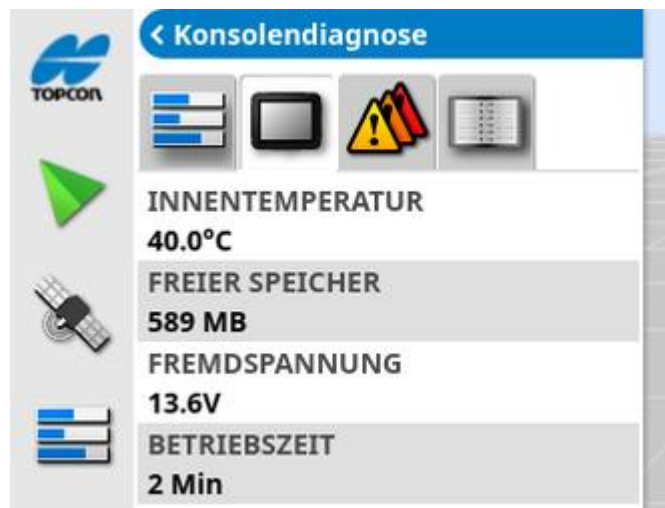 TOPCON
< Konsolendiagnose
INNENTEMPERATUR
40.0°C
FREIER SPEICHER
589 MB
FREMDSPANNUNG
13.6V
BETRIEBSZEIT
2 Min